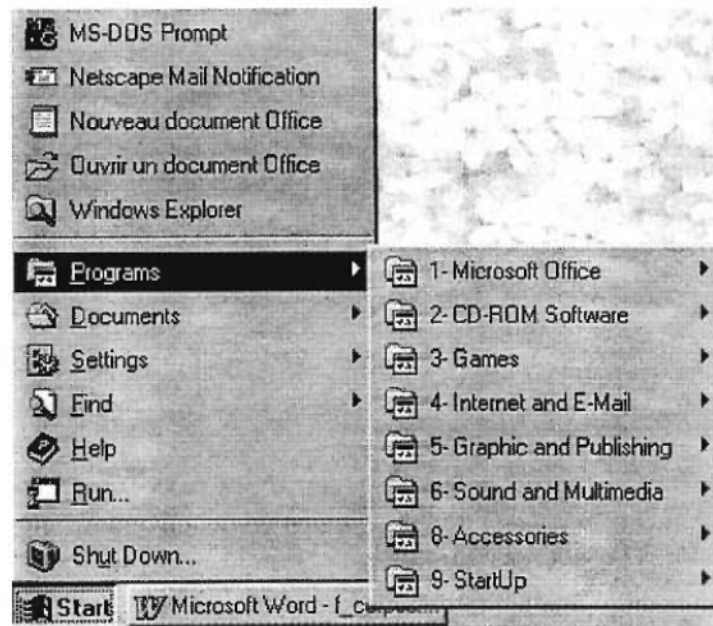 MS-DOS Prompt
Netscape Mail Notification
Nouveau document Office
Ouvrir un document Office
Windows Explorer
Programs
Documents
Settings
Find
Help
Run...
Shut Down...
1- Microsoft Office
2- CD-ROM Software
3- Games
4- Internet and E-Mail
5- Graphic and Publishing
6- Sound and Multimedia
8- Accessories
9- StartUp
Start
Microsoft Word -